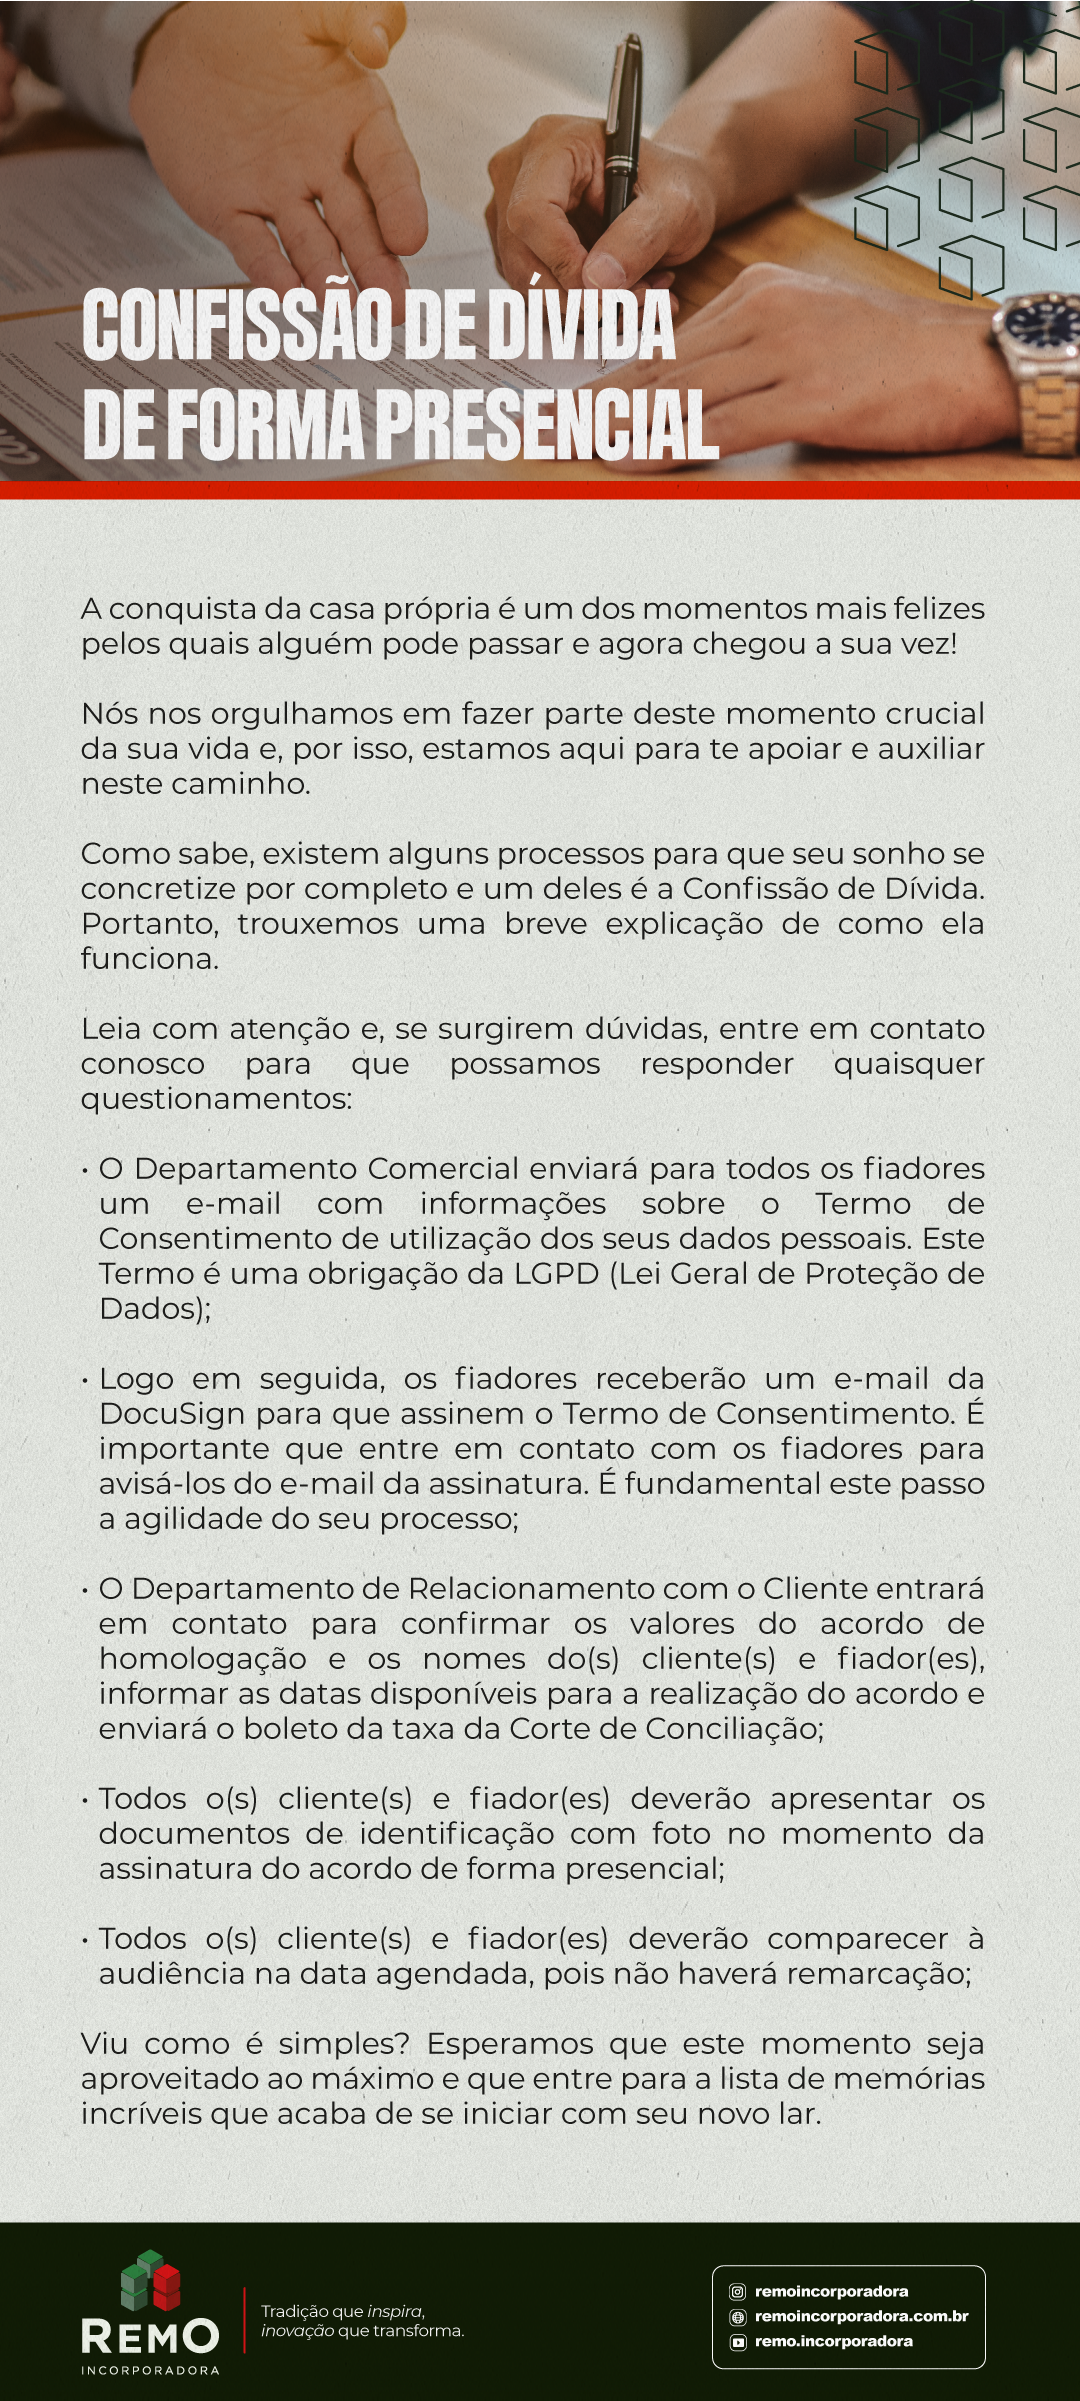 CONFISSÃO DE DÍVIDA
DE FORMA PRESENCIAL
A conquista da casa própria é um dos momentos mais felizes
pelos quais alguém pode passar e agora chegou a sua vez!
Nós nos orgulhamos em fazer parte deste momento crucial
da sua vida e, por isso, estamos aqui para te apoiar e auxiliar
neste caminho.
Como sabe, existem alguns processos para que seu sonho se
concretize por completo e um deles é a Confissão de Dívida.
Portanto, trouxemos uma breve explicação de como ela
funciona.
Leia com atenção e, se surgirem dúvidas, entre em contato
conosco para que possamos responder quaisquer
questionamentos:
• O Departamento Comercial enviará para todos os fiadores
um e-mail com informações sobre o Termo de
Consentimento de utilização dos seus dados pessoais. Este
Termo é uma obrigação da LGPD (Lei Geral de Proteção de
Dados);
• Logo em seguida, os fiadores receberão um e-mail da
DocuSign para que assinem o Termo de Consentimento. É
importante que entre em contato com os fiadores para
avisá-los do e-mail da assinatura. É fundamental este passo
a agilidade do seu processo;
• O Departamento de Relacionamento com o Cliente entrará
em contato para confirmar os valores do acordo de
homologação e os nomes do(s) cliente(s) e fiador(es),
informar as datas disponíveis para a realização do acordo e
enviará o boleto da taxa da Corte de Conciliação;
• Todos o(s) cliente(s) e fiador(es) deverão apresentar os
documentos de identificação com foto no momento da
assinatura do acordo de forma presencial;
• Todos o(s) cliente(s) e fiador(es) deverão comparecer à
audiência na data agendada, pois não haverá remarcação;
Viu como é simples? Esperamos que este momento seja
aproveitado ao máximo e que entre para a lista de memórias
incríveis que acaba de se iniciar com seu novo lar.
REMO
INCORPORADORA
Tradição que inspira,
inovação que transforma.
remoincorporadora
remoincorporadora.com.br
remo.incorporadora